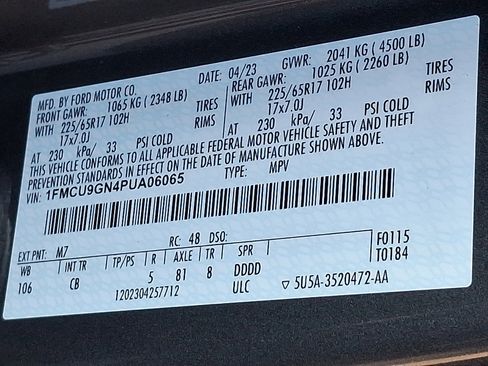 MFD. BY FORD MOTOR CO.
DATE: 04/23 GVWR: 2041 KG ( 4500 LB)
FRONT GAWR: 1065 KG ( 2348 LB) REAR GAWR: 1025 KG ( 2260 LB)
WITH 225/65R17 102H TIRES WITH 225/65R17 102H TIRES
17x7.0J RIMS 17x7.0J RIMS
AT 230 kPa/ 33 PSI COLD AT 230 kPa/ 33 PSI COLD
THIS VEHICLE CONFORMS TO ALL APPLICABLE FEDERAL MOTOR VEHICLE SAFETY AND THEFT
PREVENTION STANDARDS IN EFFECT ON THE DATE OF MANUFACTURE SHOWN ABOVE.
VIN: 1FMCU9GN4PUA06065 TYPE: MPV
EXT PNT: M7 RC: 48 DSO: F0115
WB INT TR TP/PS R AXLE TR SPR T0184
106 CB 5 81 8 DDDD
1202304257712 ULC ▽ 5U5A-3520472-AA